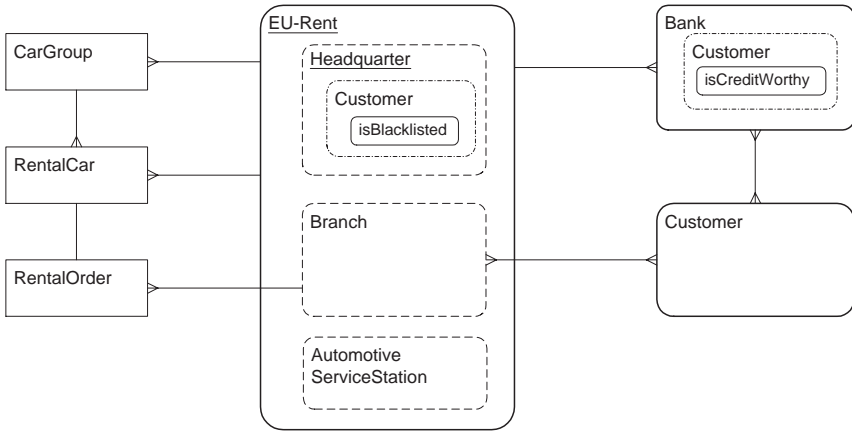 CarGroup
RentalCar
RentalOrder
EU-Rent
Headquarter
Customer
isBlacklisted
Branch
Automotive
ServiceStation
Bank
Customer
isCreditWorthy
Customer